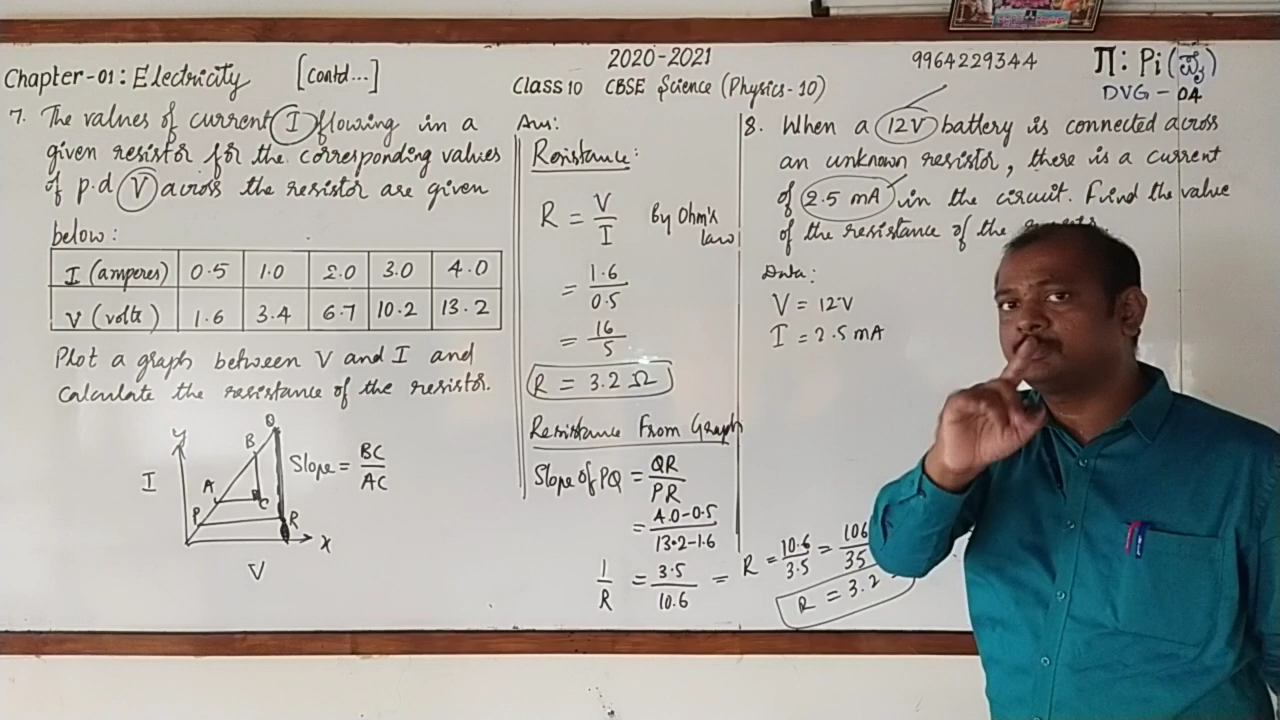 2020-2021
9964229344
Π: Pi(
Chapter-01: Electricity [contd...]
Class 10 CBSE Science (Physics-10)
DVG-04
7. The values of current I flowing in a
given resistor for the corresponding values
of p.d V across the resistor are given
below:
I (amperes) 0.5 1.0 2.0 3.0 4.0
V (volts) 1.6 3.4 6.7 10.2 13.2
Plot a graph between V and I and
Calculate the resistance of the resistor.
Y
I
Q
B
A
C
P
R
X
V
Slope = BC
AC
Ans:
Resistance:
R = V
I
By Ohm's
law
= 1.6
0.5
= 16
5
R = 3.2 Ω
Resistance From Graph
Slope of PQ = QR
PR
= 4.0-0.5
13.2-1.6
1 = 3.5 =
R 10.6
R = 10.6 = 106
3.5 35
R = 3.2
8. When a 12V battery is connected across
an unknown resistor, there is a current
of 2.5 mA in the circuit. Find the value
of the resistance of the
Data:
V = 12V
I = 2.5 mA